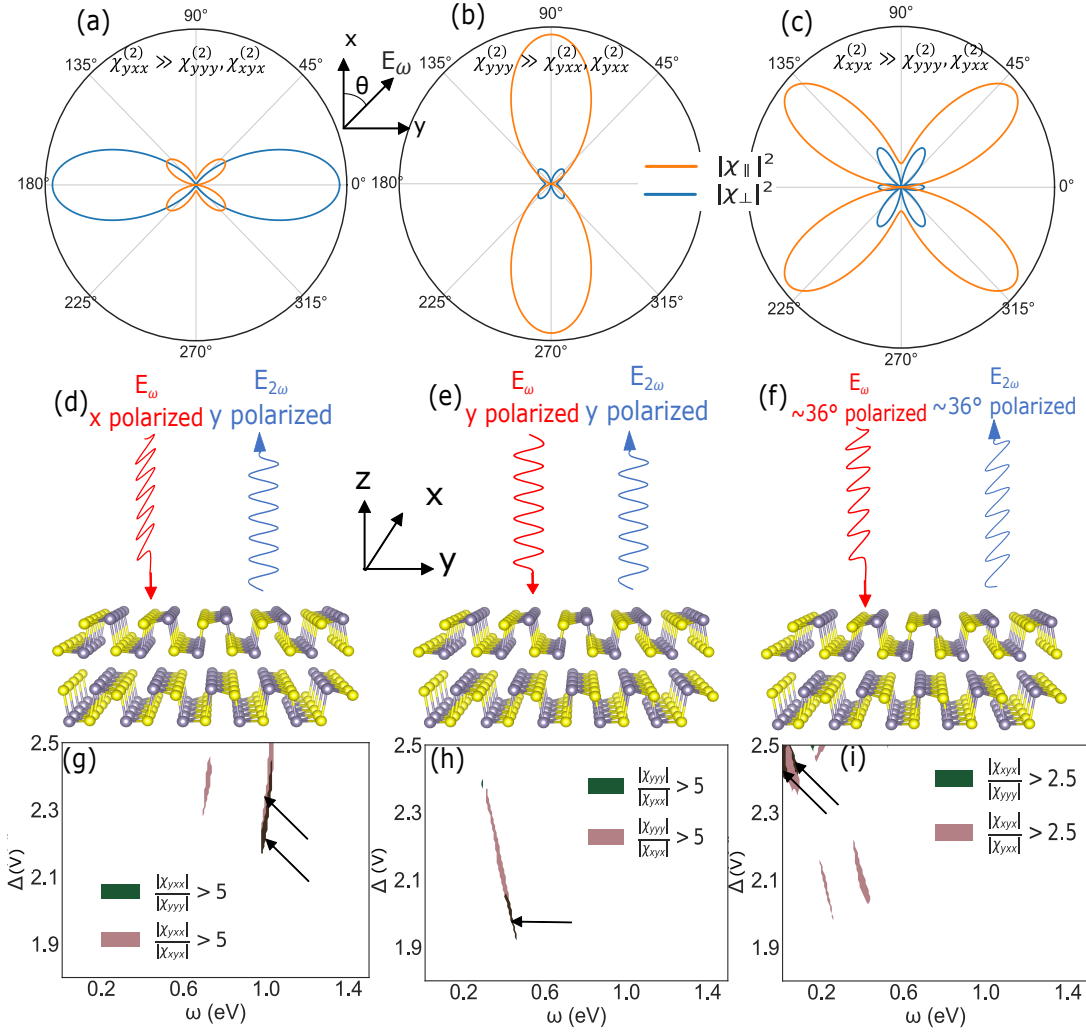 (a)
90°
χ⁽²⁾yxx ≫ χ⁽²⁾yyy, χ⁽²⁾xyx
135°
45°
180°
0°
225°
315°
270°
x
Eω
θ
y
(b)
90°
χ⁽²⁾yyy ≫ χ⁽²⁾yxx, χ⁽²⁾yxx
135°
45°
180°
225°
315°
270°
|χ∥|²
|χ⊥|²
(c)
90°
χ⁽²⁾xyx ≫ χ⁽²⁾yyy, χ⁽²⁾yxx
135°
45°
0°
225°
315°
270°
(d)
Eω
x polarized
E2ω
y polarized
(e)
Eω
y polarized
E2ω
y polarized
(f)
Eω
~36° polarized
E2ω
~36° polarized
z
x
y
(g)
2.5
2.3
2.1
1.9
Δ(V)
|χyxx|/|χyyy| > 5
|χyxx|/|χxyx| > 5
0.2 0.6 1.0 1.4
ω (eV)
(h)
2.5
2.3
2.1
1.9
Δ(V)
|χyyy|/|χyxx| > 5
|χyyy|/|χxyx| > 5
0.2 0.6 1.0 1.4
ω (eV)
(i)
2.5
2.3
2.1
1.9
Δ(V)
|χxyx|/|χyyy| > 2.5
|χxyx|/|χyxx| > 2.5
0.2 0.6 1.0 1.4
ω (eV)